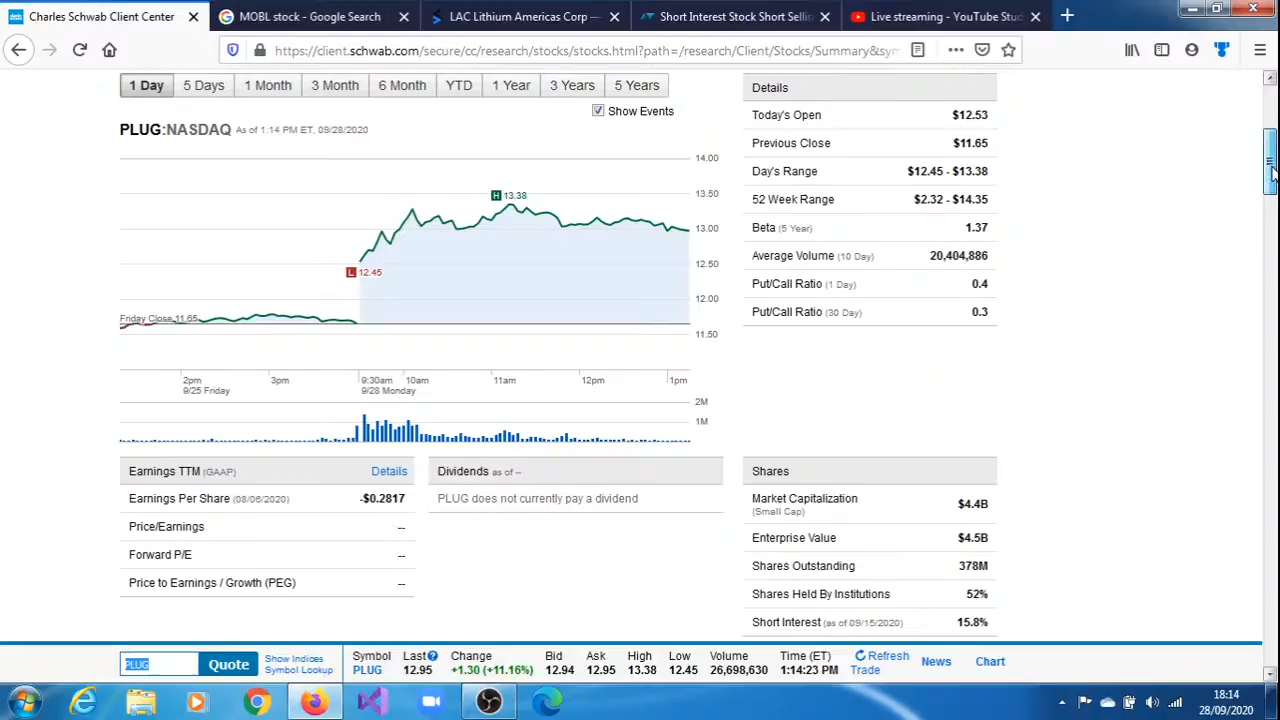 Charles Schwab Client Center
MOBL stock - Google Search
LAC Lithium Americas Corp —
Short Interest Stock Short Selli
Live streaming - YouTube Stud
https://client.schwab.com/secure/cc/research/stocks/stocks.html?path=/research/Client/Stocks/Summary&sym
1 Day 5 Days 1 Month 3 Month 6 Month YTD 1 Year 3 Years 5 Years
Show Events
PLUG:NASDAQ As of 1:14 PM ET, 09/28/2020
14.00
13.50
13.00
12.50
12.00
11.50
H 13.38
L 12.45
Friday Close 11.65
2pm 3pm 9:30am 10am 11am 12pm 1pm
9/25 Friday 9/28 Monday
2M
1M
Details
Today's Open $12.53
Previous Close $11.65
Day's Range $12.45 - $13.38
52 Week Range $2.32 - $14.35
Beta (5 Year) 1.37
Average Volume (10 Day) 20,404,886
Put/Call Ratio (1 Day) 0.4
Put/Call Ratio (30 Day) 0.3
Earnings TTM (GAAP) Details
Earnings Per Share (08/06/2020) -$0.2817
Price/Earnings --
Forward P/E --
Price to Earnings / Growth (PEG) --
Dividends as of --
PLUG does not currently pay a dividend
Shares
Market Capitalization $4.4B
(Small Cap)
Enterprise Value $4.5B
Shares Outstanding 378M
Shares Held By Institutions 52%
Short Interest (as of 09/15/2020) 15.8%
PLUG Quote
Show Indices
Symbol Lookup
Symbol Last Change Bid Ask High Low Volume Time (ET) Refresh News Chart
PLUG 12.95 +1.30 (+11.16%) 12.94 12.95 13.38 12.45 26,698,630 1:14:23 PM Trade
18:14
28/09/2020